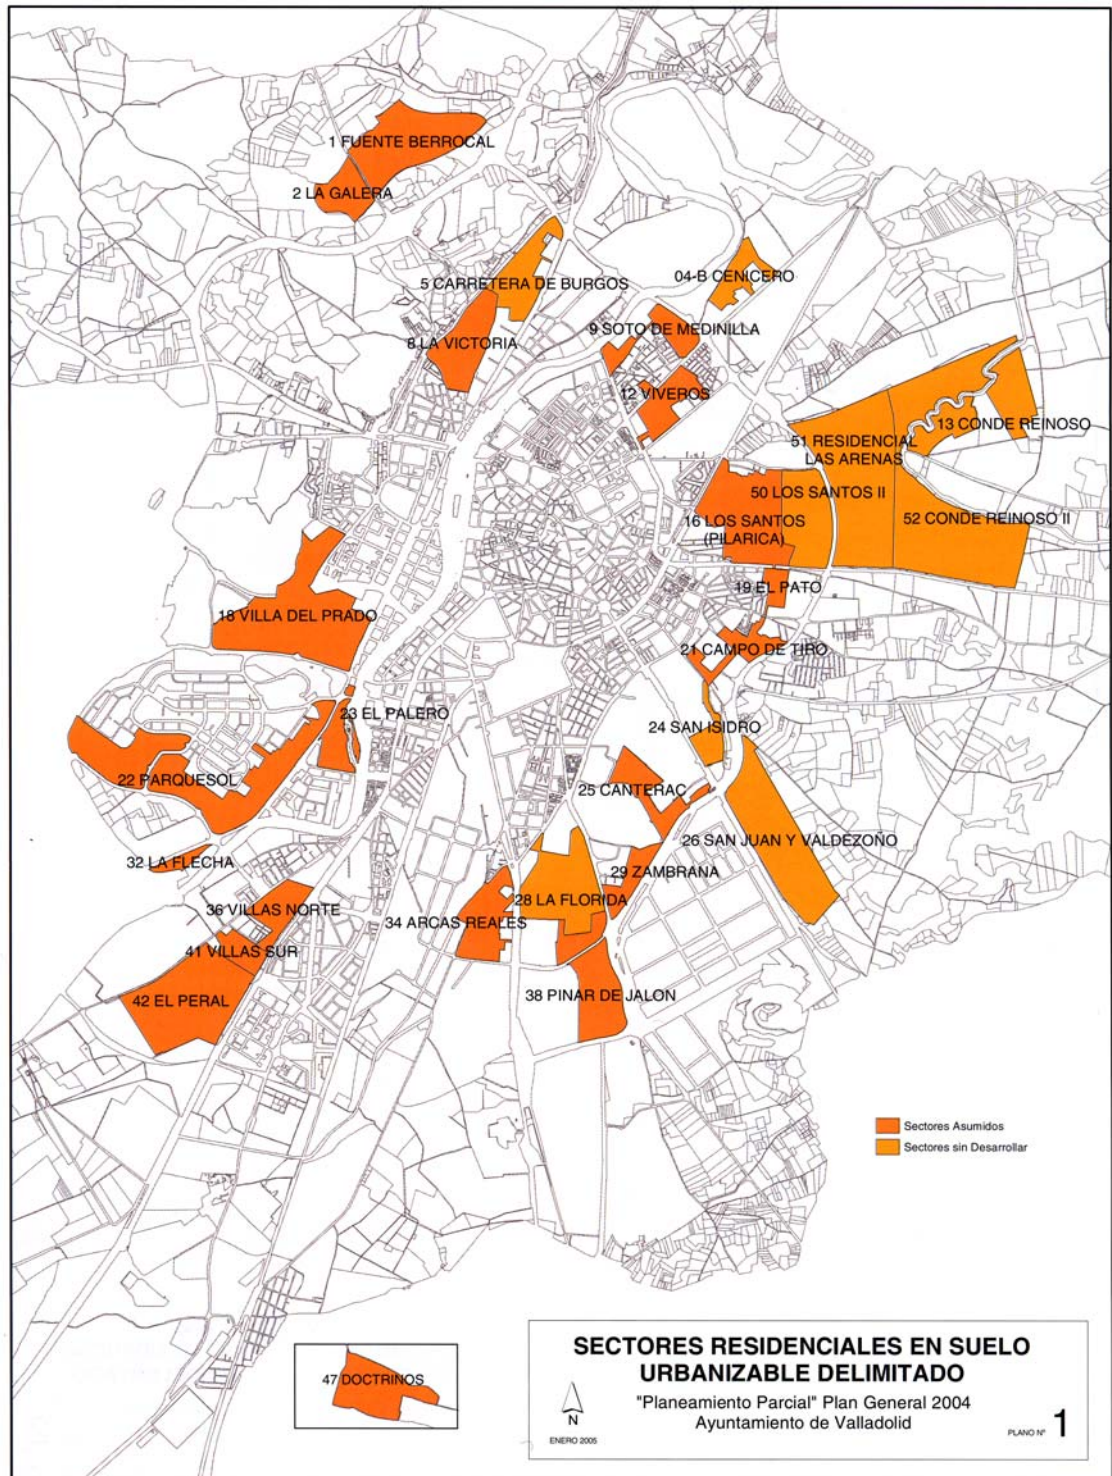 1 FUENTE BERROCAL
2 LA GALERA
5 CARRETERA DE BURGOS
04-B CENICERO
8 LA VICTORIA
9 SOTO DE MEDINILLA
12 VIVEROS
13 CONDE REINOSO
51 RESIDENCIAL
LAS ARENAS
50 LOS SANTOS II
52 CONDE REINOSO II
16 LOS SANTOS
(PILARICA)
19 EL PATO
18 VILLA DEL PRADO
21 CAMPO DE TIRO
23 EL PALERO
24 SAN ISIDRO
22 PARQUESOL
25 CANTERAC
26 SAN JUAN Y VALDEZOÑO
32 LA FLECHA
29 ZAMBRANA
28 LA FLORIDA
36 VILLAS NORTE
34 ARCAS REALES
41 VILLAS SUR
42 EL PERAL
38 PINAR DE JALON
Sectores Asumidos
Sectores sin Desarrollar
47 DOCTRINOS
SECTORES RESIDENCIALES EN SUELO
URBANIZABLE DELIMITADO
"Planeamiento Parcial" Plan General 2004
Ayuntamiento de Valladolid
N
ENERO 2005
PLANO Nº 1